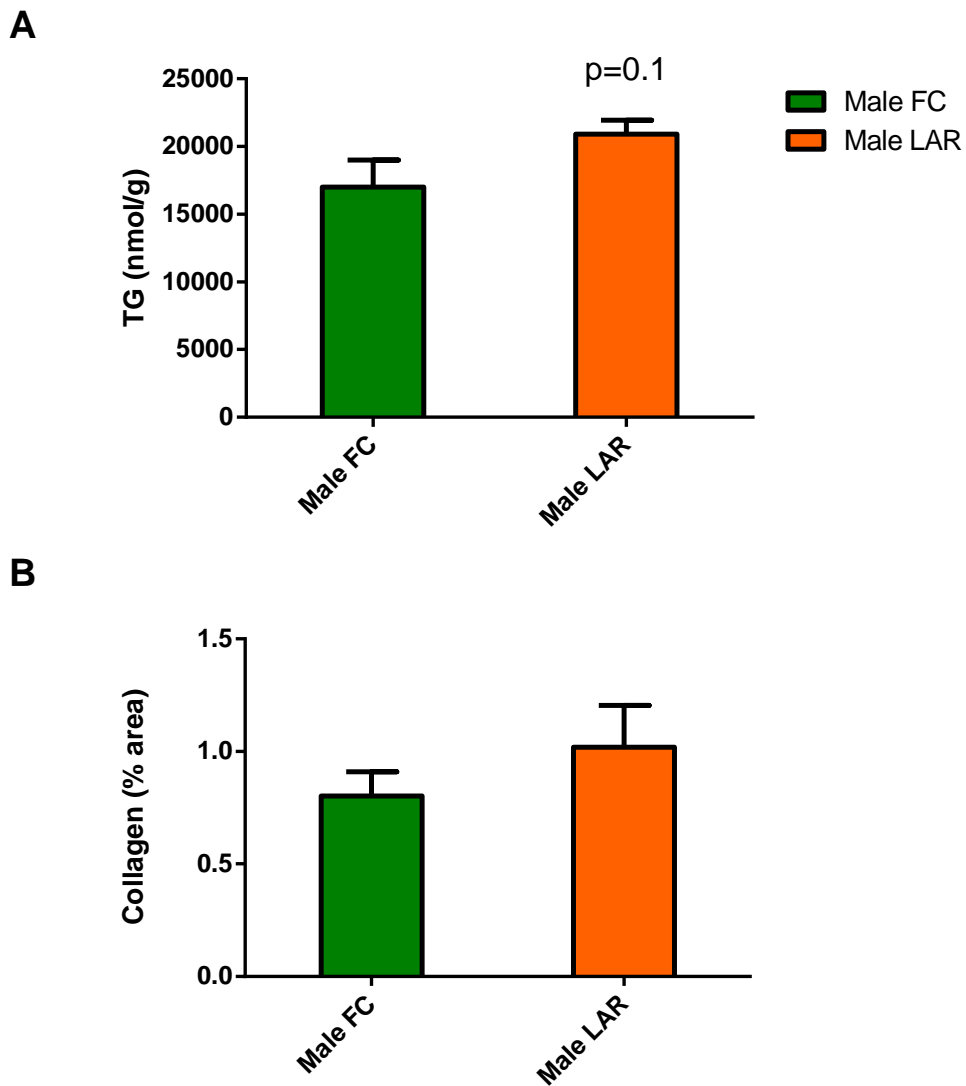 A
p=0.1
25000
20000
15000
10000
5000
0
TG (nmol/g)
Male FC
Male LAR
Male FC
Male LAR
B
1.5
1.0
0.5
0.0
Collagen (% area)
Male FC
Male LAR